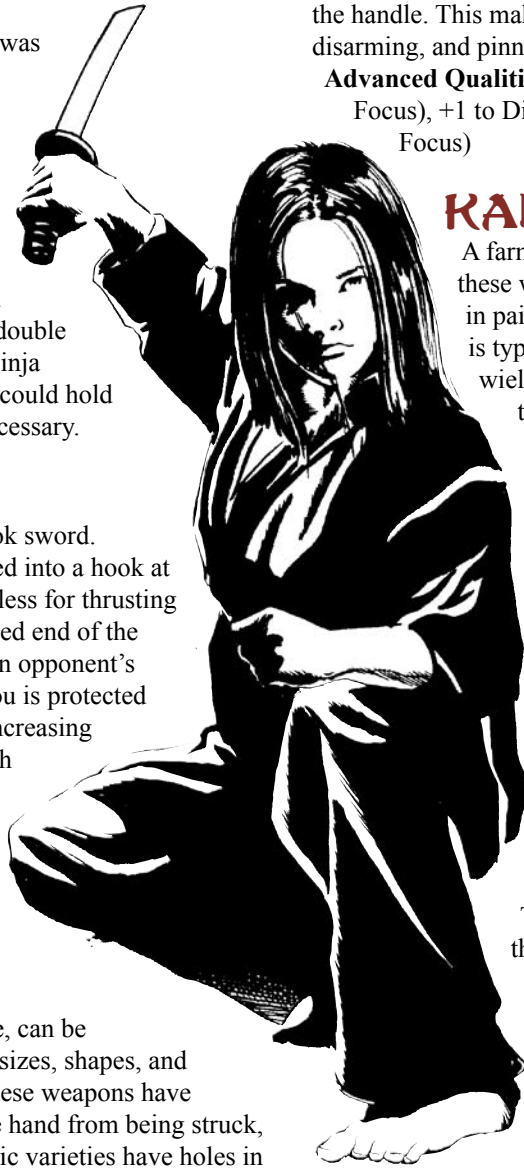 was
double
inja
could hold
cessary.
ok sword.
ed into a hook at
less for thrusting
ed end of the
n opponent's
ou is protected
ncreasing
h
e, can be
sizes, shapes, and
ese weapons have
e hand from being struck,
ic varieties have holes in
the handle. This mak
disarming, and pinn
Advanced Qualiti
Focus), +1 to Di
Focus)
KA
A farm
these w
in pai
is typ
wiel
t
T
th